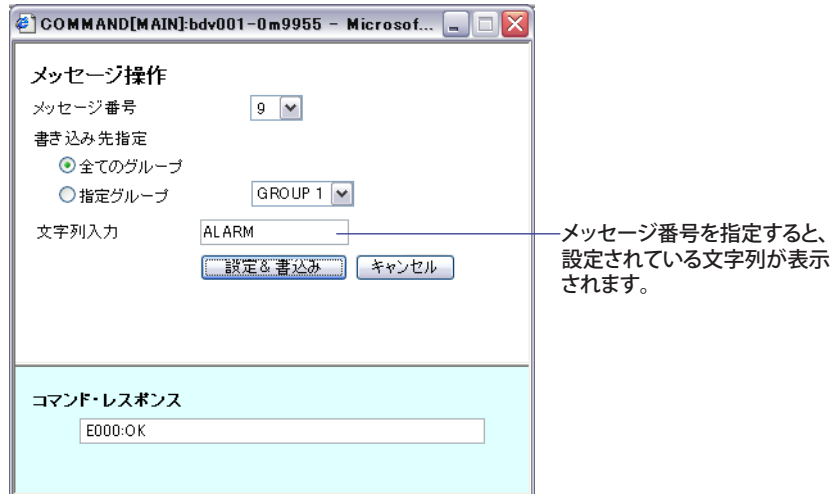 COMMAND[MAIN]:bdv001-0m9955 - Microsof...
メッセージ操作
メッセージ番号 9
書き込み先指定
全てのグループ
指定グループ GROUP 1
文字列入力 ALARM
設定&書込み キャンセル
メッセージ番号を指定すると、
設定されている文字列が表示
されます。
コマンド・レスポンス
E000:OK